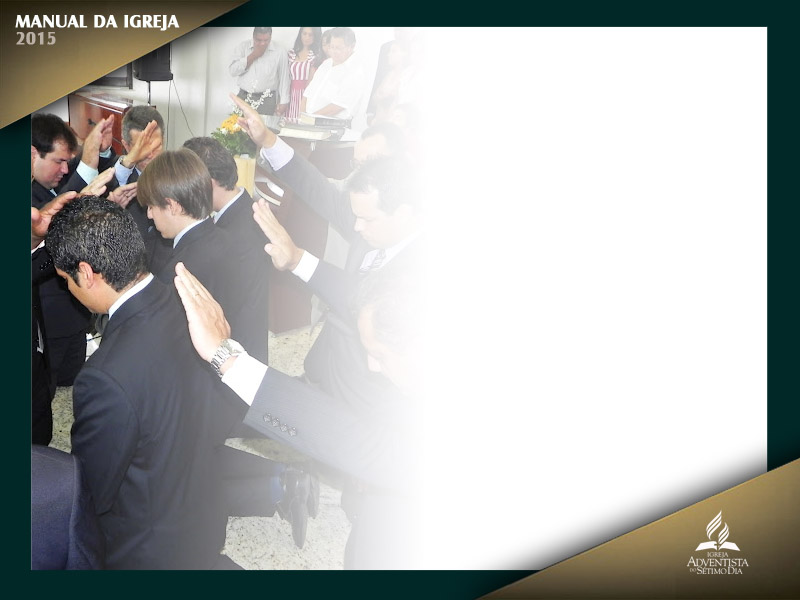 MANUAL DA IGREJA
2015
IGREJA
ADVENTISTA
DO SÉTIMO DIA